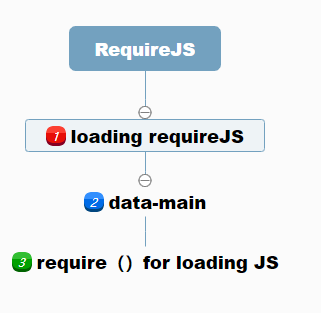 RequireJS
1 loading requireJS
2 data-main
3 require（）for loading JS